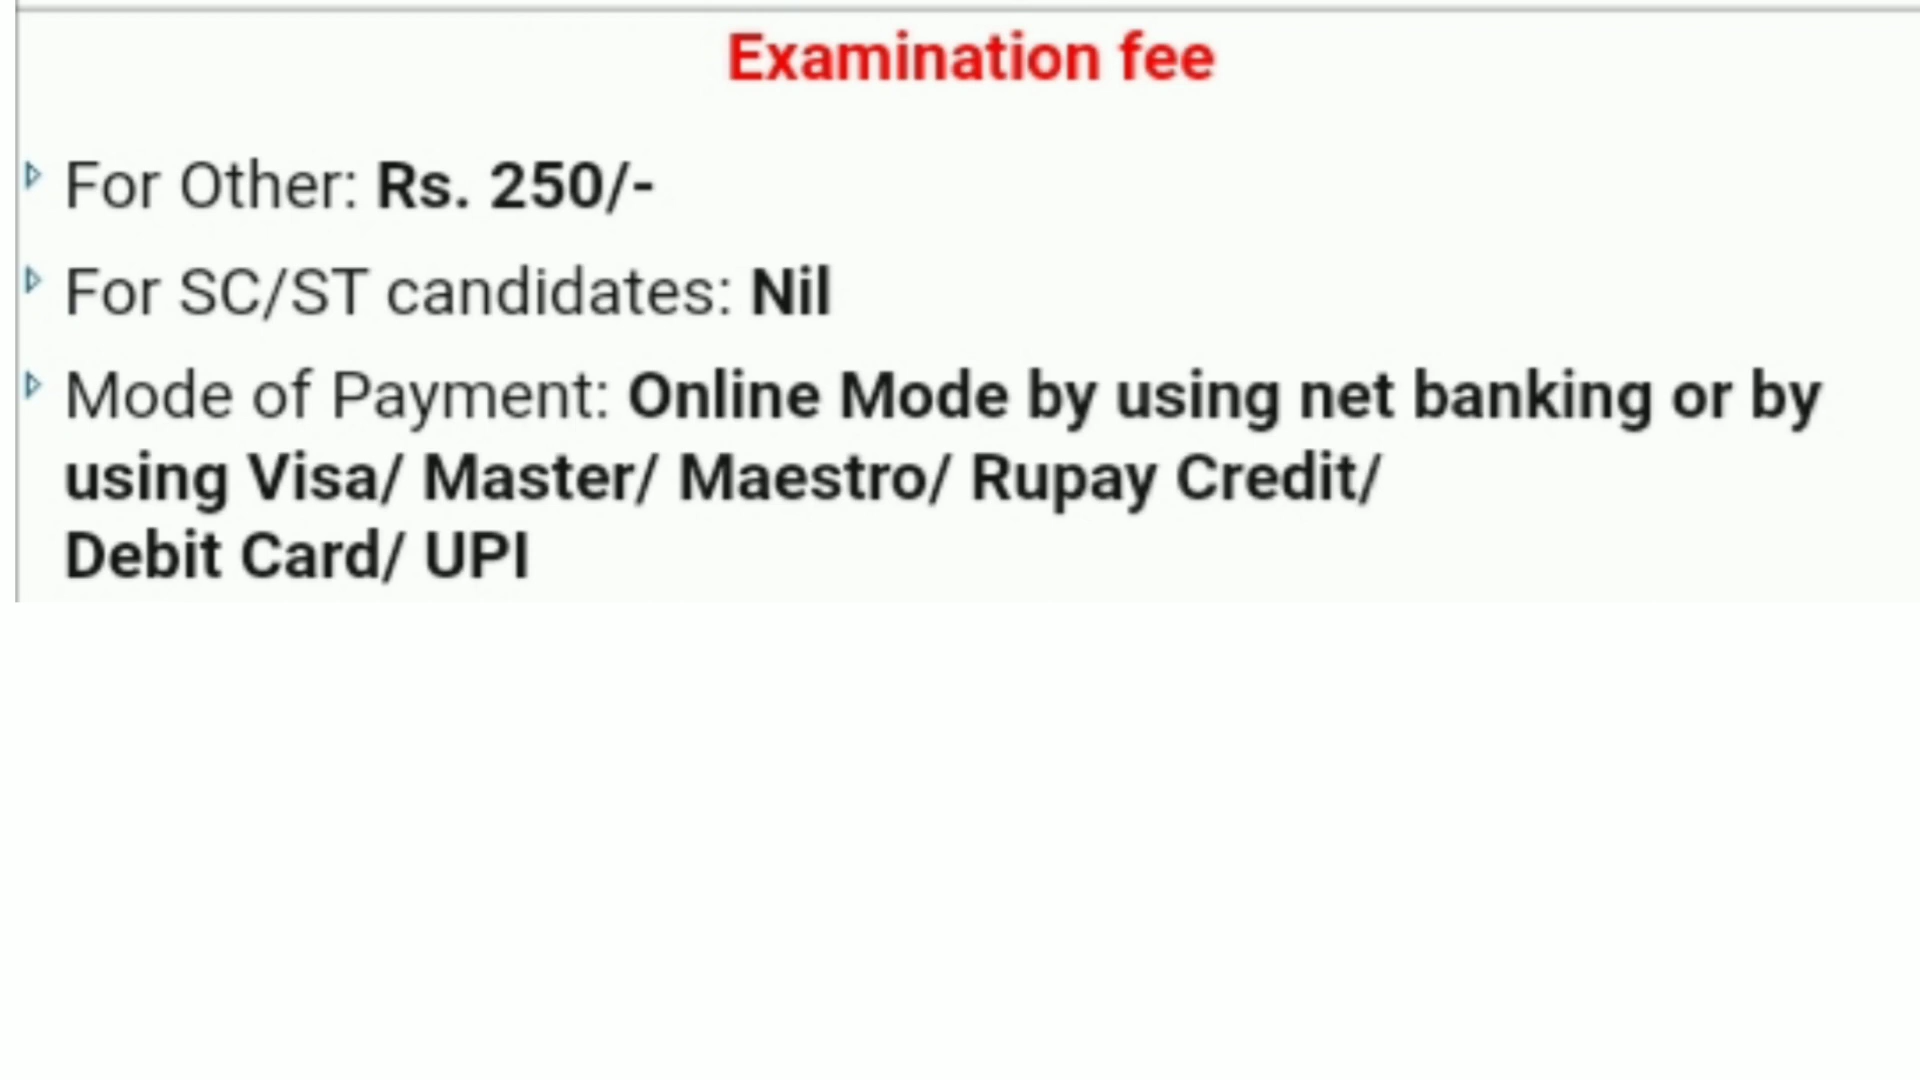 Examination fee
For Other: Rs. 250/-
For SC/ST candidates: Nil
Mode of Payment: Online Mode by using net banking or by
using Visa/ Master/ Maestro/ Rupay Credit/
Debit Card/ UPI